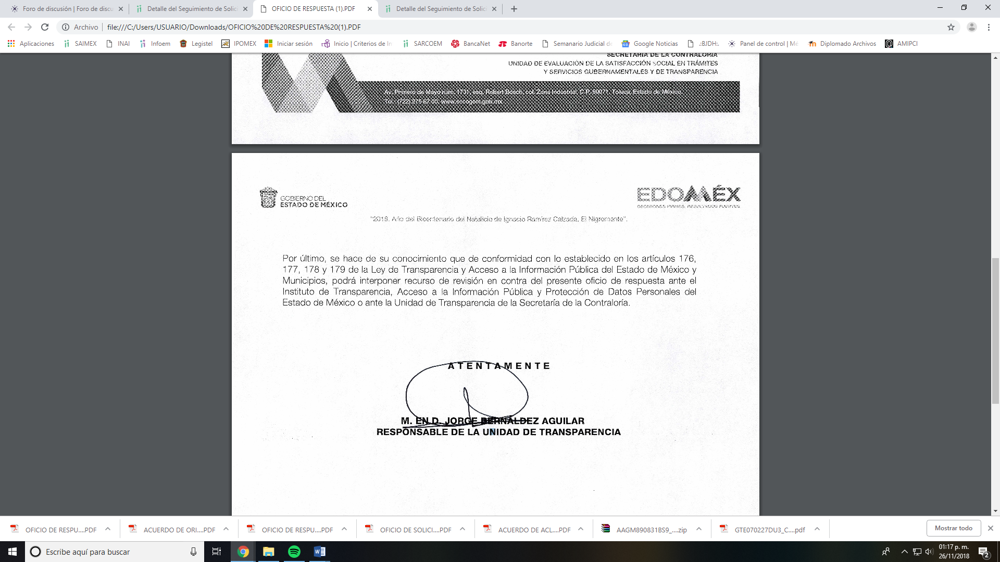 Foro de discusión | Foro de discu
Detalle del Seguimiento de Solici
OFICIO DE RESPUESTA (1).PDF
Detalle del Seguimiento de Solici
Archivo
file:///C:/Users/USUARIO/Downloads/OFICIO%20DE%20RESPUESTA%20(1).PDF
Aplicaciones
SAIMEX
INAI
Infoem
Legistel
IPOMEX
Iniciar sesión
Inicio | Criterios de In
SARCOEM
BancaNet
Banorte
Semanario Judicial de
Google Noticias
.:BJDH:.
Panel de control | Mé
Diplomado Archivos
AMIPCI
SECRETARÍA DE LA CONTRALORÍA
UNIDAD DE EVALUACIÓN DE LA SATISFACCIÓN SOCIAL EN TRÁMITES
Y SERVICIOS GUBERNAMENTALES Y DE TRANSPARENCIA
Av. Primero de Mayo núm. 1731, esq. Robert Bosch, col. Zona Industrial, C.P. 50071, Toluca, Estado de México.
Tel.: (722) 275 67 00. www.secogem.gob.mx
GOBIERNO DEL
ESTADO DE MÉXICO
EDOMÉX
DECISIONES FIRMES, RESULTADOS FUERTES.
"2018. Año del Bicentenario del Natalicio de Ignacio Ramírez Calzada, El Nigromante".
Por último, se hace de su conocimiento que de conformidad con lo establecido en los artículos 176,
177, 178 y 179 de la Ley de Transparencia y Acceso a la Información Pública del Estado de México y
Municipios, podrá interponer recurso de revisión en contra del presente oficio de respuesta ante el
Instituto de Transparencia, Acceso a la Información Pública y Protección de Datos Personales del
Estado de México o ante la Unidad de Transparencia de la Secretaría de la Contraloría.
A T E N T A M E N T E
M. EN D. JORGE BERNALDEZ AGUILAR
RESPONSABLE DE LA UNIDAD DE TRANSPARENCIA
OFICIO DE RESPU....PDF
ACUERDO DE ORI....PDF
OFICIO DE RESPU....PDF
OFICIO DE SOLICI....PDF
ACUERDO DE ACL....PDF
AAGM890831BS9_....zip
GTE070227DU3_C....pdf
Mostrar todo
Escribe aquí para buscar
01:17 p. m.
26/11/2018
2